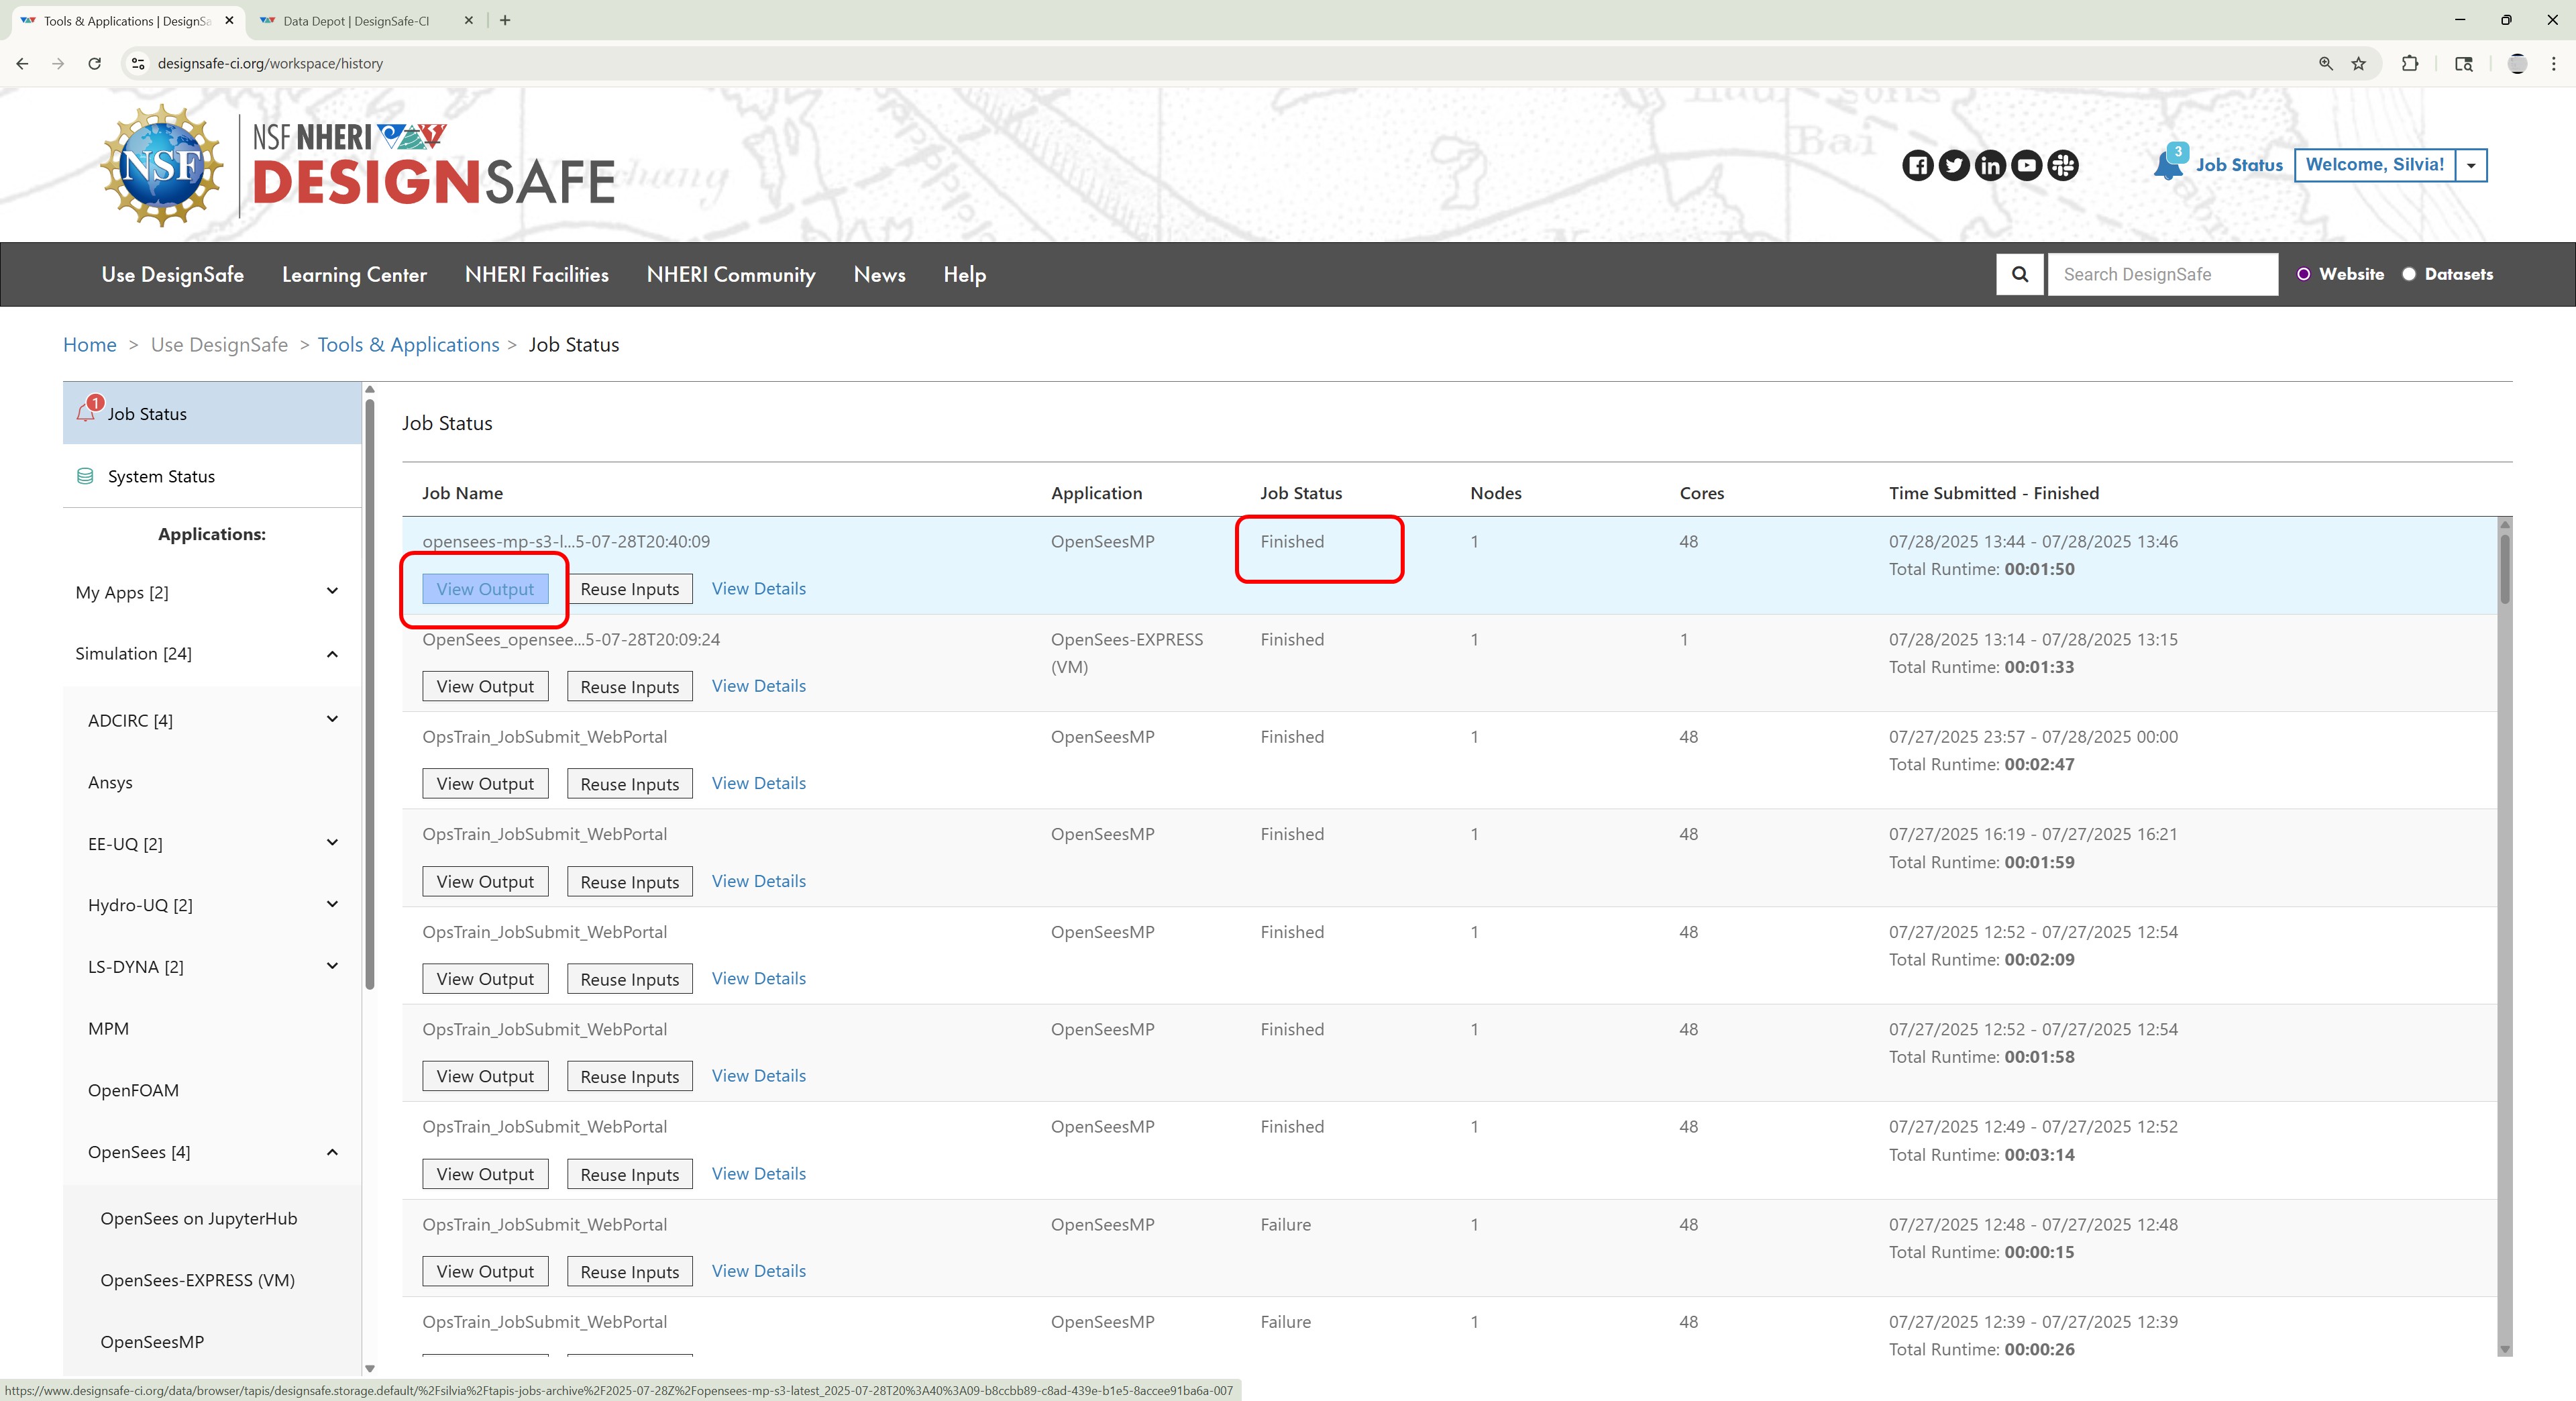 Tools & Applications | DesignSa
Data Depot | DesignSafe-CI
designsafe-ci.org/workspace/history
NSF
NSF NHERI
DESIGNSAFE
3
Job Status
Welcome, Silvia!
Use DesignSafe
Learning Center
NHERI Facilities
NHERI Community
News
Help
Search DesignSafe
Website
Datasets
Home > Use DesignSafe > Tools & Applications > Job Status
1
Job Status
System Status
Applications:
My Apps [2]
Simulation [24]
ADCIRC [4]
Ansys
EE-UQ [2]
Hydro-UQ [2]
LS-DYNA [2]
MPM
OpenFOAM
OpenSees [4]
OpenSees on JupyterHub
OpenSees-EXPRESS (VM)
OpenSeesMP
Job Status
Job Name Application Job Status Nodes Cores Time Submitted - Finished
opensees-mp-s3-l...5-07-28T20:40:09 OpenSeesMP Finished 1 48 07/28/2025 13:44 - 07/28/2025 13:46
Total Runtime: 00:01:50
View Output Reuse Inputs View Details
OpenSees_opensee...5-07-28T20:09:24 OpenSees-EXPRESS Finished 1 1 07/28/2025 13:14 - 07/28/2025 13:15
(VM) Total Runtime: 00:01:33
View Output Reuse Inputs View Details
OpsTrain_JobSubmit_WebPortal OpenSeesMP Finished 1 48 07/27/2025 23:57 - 07/28/2025 00:00
Total Runtime: 00:02:47
View Output Reuse Inputs View Details
OpsTrain_JobSubmit_WebPortal OpenSeesMP Finished 1 48 07/27/2025 16:19 - 07/27/2025 16:21
Total Runtime: 00:01:59
View Output Reuse Inputs View Details
OpsTrain_JobSubmit_WebPortal OpenSeesMP Finished 1 48 07/27/2025 12:52 - 07/27/2025 12:54
Total Runtime: 00:02:09
View Output Reuse Inputs View Details
OpsTrain_JobSubmit_WebPortal OpenSeesMP Finished 1 48 07/27/2025 12:52 - 07/27/2025 12:54
Total Runtime: 00:01:58
View Output Reuse Inputs View Details
OpsTrain_JobSubmit_WebPortal OpenSeesMP Finished 1 48 07/27/2025 12:49 - 07/27/2025 12:52
Total Runtime: 00:03:14
View Output Reuse Inputs View Details
OpsTrain_JobSubmit_WebPortal OpenSeesMP Failure 1 48 07/27/2025 12:48 - 07/27/2025 12:48
Total Runtime: 00:00:15
View Output Reuse Inputs View Details
OpsTrain_JobSubmit_WebPortal OpenSeesMP Failure 1 48 07/27/2025 12:39 - 07/27/2025 12:39
Total Runtime: 00:00:26
https://www.designsafe-ci.org/data/browser/tapis/designsafe.storage.default/%2Fsilvia%2Ftapis-jobs-archive%2F2025-07-28Z%2Fopensees-mp-s3-latest_2025-07-28T20%3A40%3A09-b8ccbb89-c8ad-439e-b1e5-8accee91ba6a-007